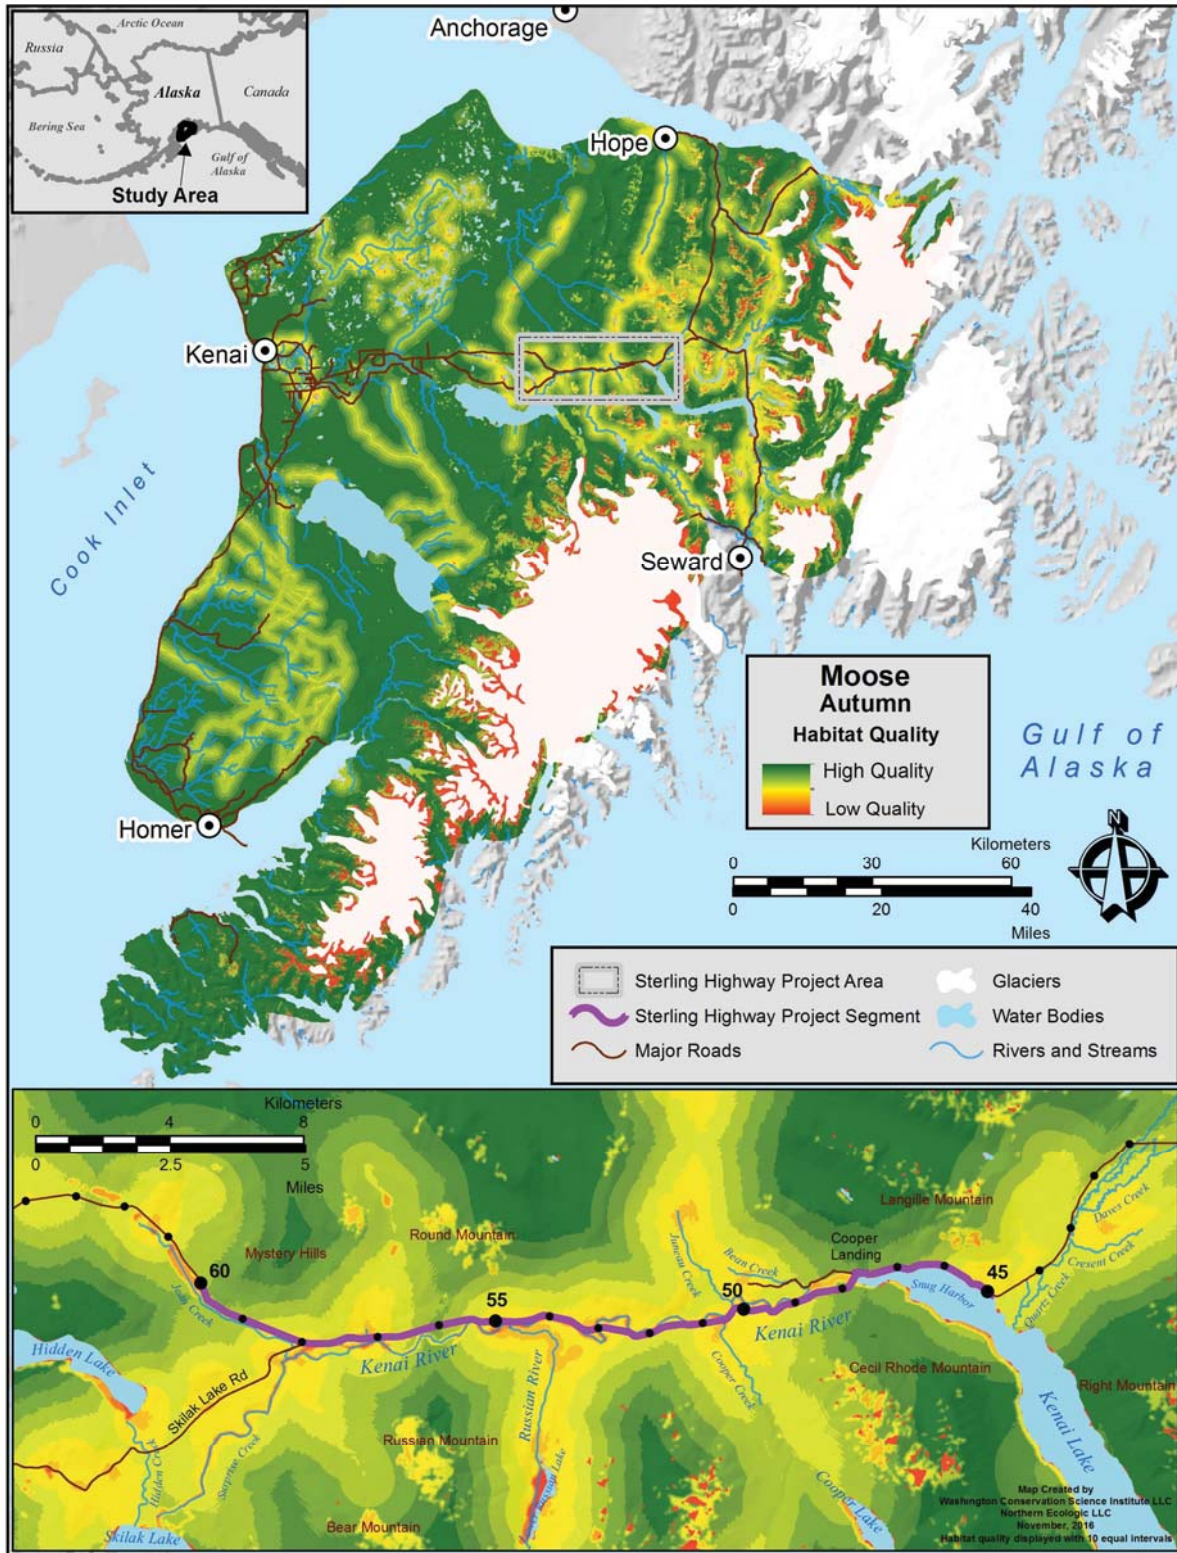 Arctic Ocean
Russia
Alaska
Canada
Bering Sea
Gulf of
Alaska
Study Area
Anchorage
Hope
Kenai
Cook Inlet
Seward
Homer
Moose
Autumn
Habitat Quality
High Quality
Low Quality
Gulf of
Alaska
N
Kilometers
0 30 60
0 20 40
Miles
Sterling Highway Project Area
Sterling Highway Project Segment
Major Roads
Glaciers
Water Bodies
Rivers and Streams
Kilometers
0 4 8
0 2.5 5
Miles
Langille Mountain
Daves Creek
Round Mountain
Mystery Hills
Juneau Creek
Bean Creek
Cooper
Landing
Cresent Creek
60
Jean Creek
55
50
45
Snug Harbor
Quartz Creek
Kenai River
Kenai River
Hidden Lake
Skilak Lake Rd
Russian River
Cooper Creek
Cecil Rhode Mountain
Right Mountain
Kenai Lake
Russian Mountain
Surprise Creek
Hidden Creek
Bear Mountain
Skilak Lake
Cooper Lake
Map Created by
Washington Conservation Science Institute LLC
Northern Ecologic LLC
November, 2016
Habitat quality displayed with 10 equal intervals